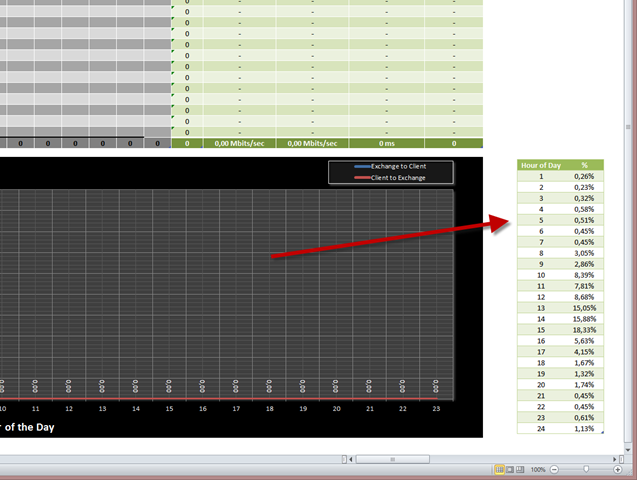 0 -  -  -  -
0 -  -  -  -
0 -  -  -  -
0 -  -  -  -
0 -  -  -  -
0 -  -  -  -
0 -  -  -  -
0 -  -  -  -
0 -  -  -  -
0 -  -  -  -
0 -  -  -  -
0 -  -  -  -
0 -  -  -  -
0 0 0 0 0 0 0 0,00 Mbits/sec 0,00 Mbits/sec 0 ms 0
Exchange to Client
Client to Exchange
0,00 0,00 0,00 0,00 0,00 0,00 0,00 0,00 0,00 0,00 0,00 0,00 0,00 0,00
10 11 12 13 14 15 16 17 18 19 20 21 22 23
r of the Day
Hour of Day %
1 0,26%
2 0,23%
3 0,32%
4 0,58%
5 0,51%
6 0,45%
7 0,45%
8 3,05%
9 2,86%
10 8,39%
11 7,81%
12 8,68%
13 15,05%
14 15,88%
15 18,33%
16 5,63%
17 4,15%
18 1,67%
19 1,32%
20 1,74%
21 0,45%
22 0,45%
23 0,61%
24 1,13%
100%